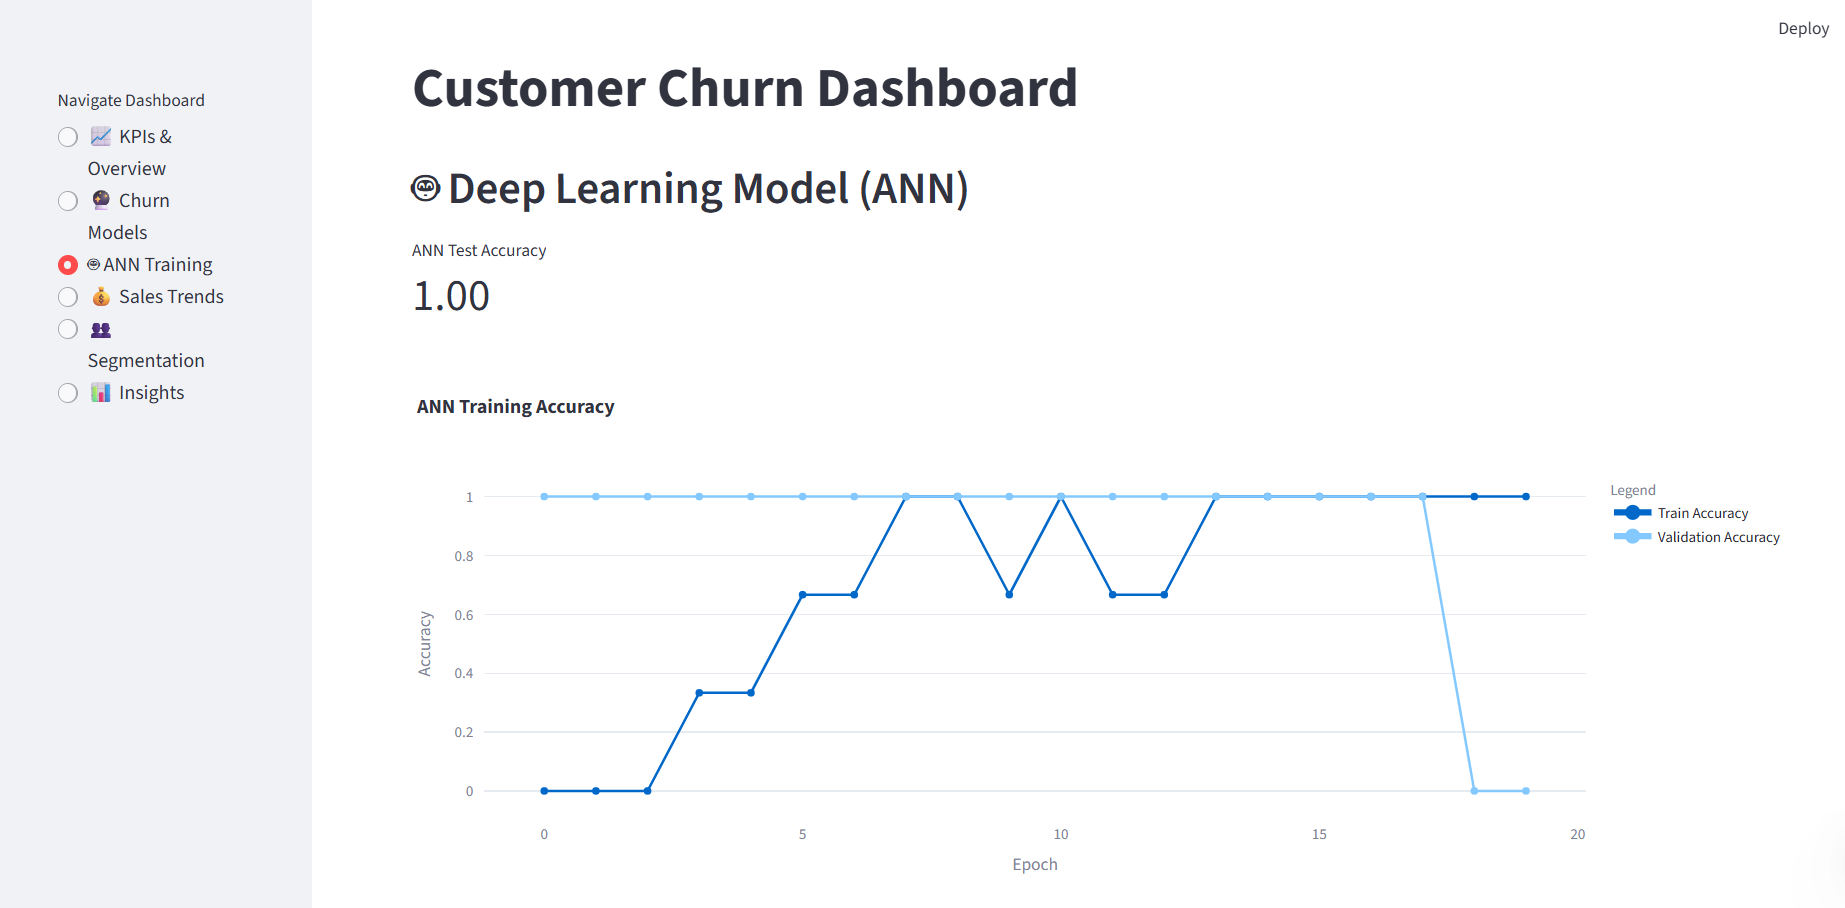 Deploy
Navigate Dashboard
KPIs &
Overview
Churn
Models
ANN Training
Sales Trends
Segmentation
Insights
Customer Churn Dashboard
Deep Learning Model (ANN)
ANN Test Accuracy
1.00
ANN Training Accuracy
Legend
Train Accuracy
Validation Accuracy
Accuracy
1
0.8
0.6
0.4
0.2
0
0 5 10 15 20
Epoch